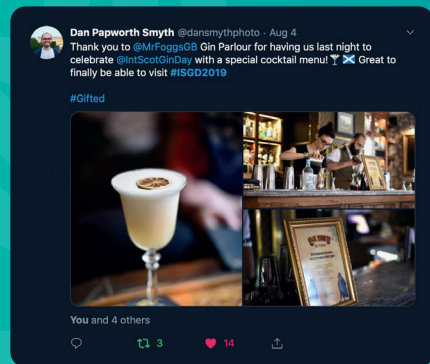 Dan Papworth Smyth @dansmythphoto · Aug 4
Thank you to @MrFoggsGB Gin Parlour for having us last night to
celebrate @IntScotGinDay with a special cocktail menu!🍸🏴󠁧󠁢󠁳󠁣󠁴󠁿 Great to
finally be able to visit #ISGD2019
#Gifted
You and 4 others
3 14